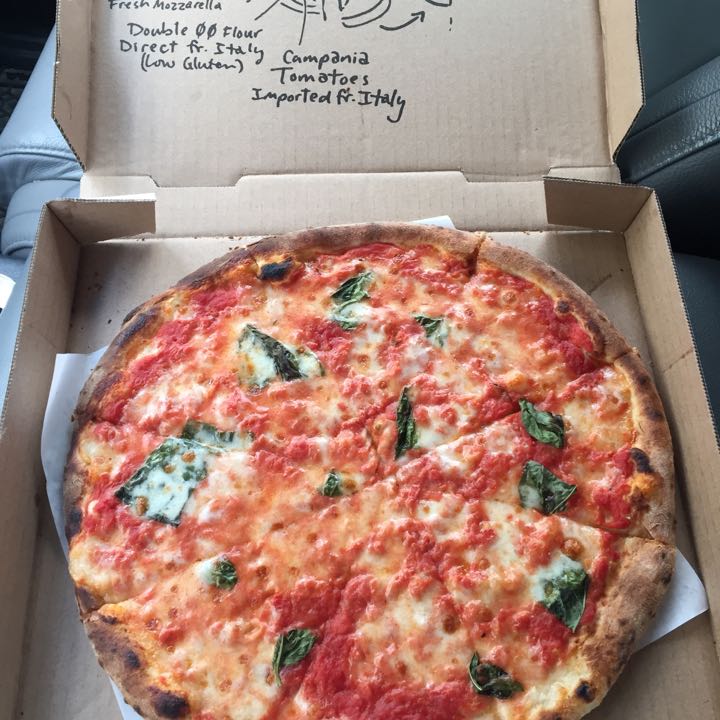 Fresh Mozzarella
Double 00 Flour
Direct fr. Italy
(Low Gluten)
Campania
Tomatoes
Imported fr. Italy